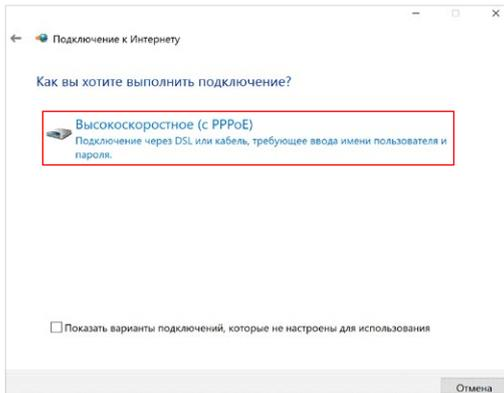 Подключение к Интернету
Как вы хотите выполнить подключение?
Высокоскоростное (с PPPoE)
Подключение через DSL или кабель, требующее ввода имени пользователя и
пароля.
Показать варианты подключений, которые не настроены для использования
Отмена